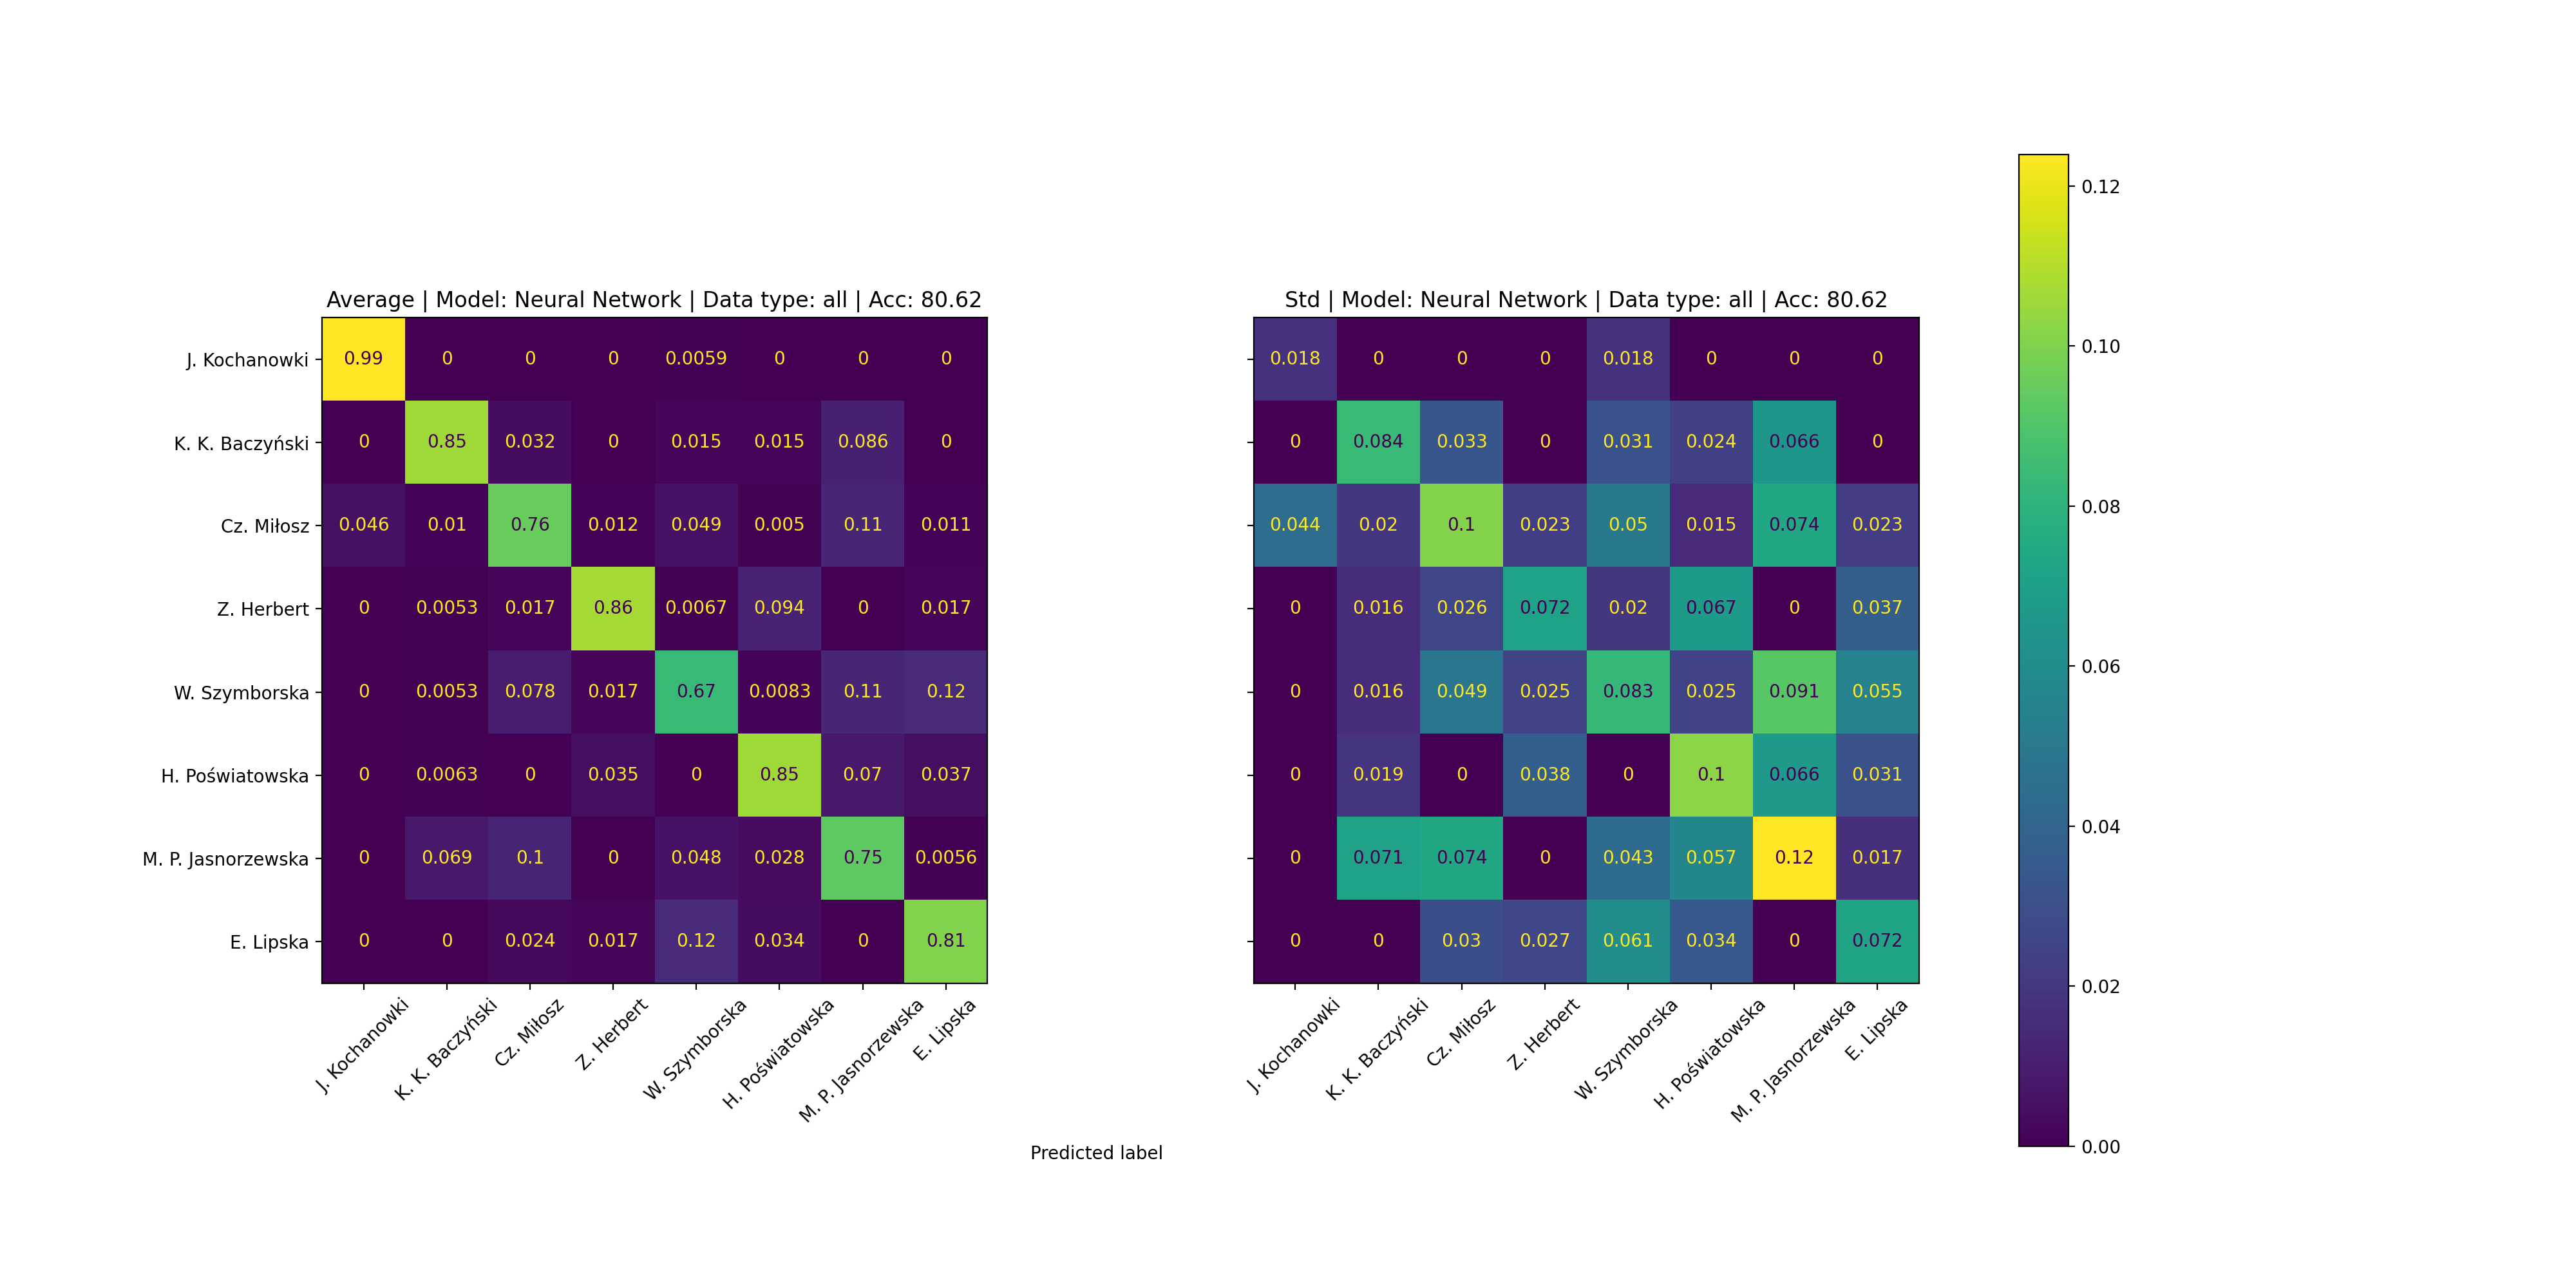 Average | Model: Neural Network | Data type: all | Acc: 80.62
J. Kochanowki 0.99 0 0 0 0.0059 0 0 0
K. K. Baczyński 0 0.85 0.032 0 0.015 0.015 0.086 0
Cz. Miłosz 0.046 0.01 0.76 0.012 0.049 0.005 0.11 0.011
Z. Herbert 0 0.0053 0.017 0.86 0.0067 0.094 0 0.017
W. Szymborska 0 0.0053 0.078 0.017 0.67 0.0083 0.11 0.12
H. Poświatowska 0 0.0063 0 0.035 0 0.85 0.07 0.037
M. P. Jasnorzewska 0 0.069 0.1 0 0.048 0.028 0.75 0.0056
E. Lipska 0 0 0.024 0.017 0.12 0.034 0 0.81
J. Kochanowki
K. K. Baczyński
Cz. Miłosz
Z. Herbert
W. Szymborska
H. Poświatowska
M. P. Jasnorzewska
E. Lipska
Std | Model: Neural Network | Data type: all | Acc: 80.62
0.018 0 0 0 0.018 0 0 0
0 0.084 0.033 0 0.031 0.024 0.066 0
0.044 0.02 0.1 0.023 0.05 0.015 0.074 0.023
0 0.016 0.026 0.072 0.02 0.067 0 0.037
0 0.016 0.049 0.025 0.083 0.025 0.091 0.055
0 0.019 0 0.038 0 0.1 0.066 0.031
0 0.071 0.074 0 0.043 0.057 0.12 0.017
0 0 0.03 0.027 0.061 0.034 0 0.072
J. Kochanowki
K. K. Baczyński
Cz. Miłosz
Z. Herbert
W. Szymborska
H. Poświatowska
M. P. Jasnorzewska
E. Lipska
Predicted label
0.12
0.10
0.08
0.06
0.04
0.02
0.00